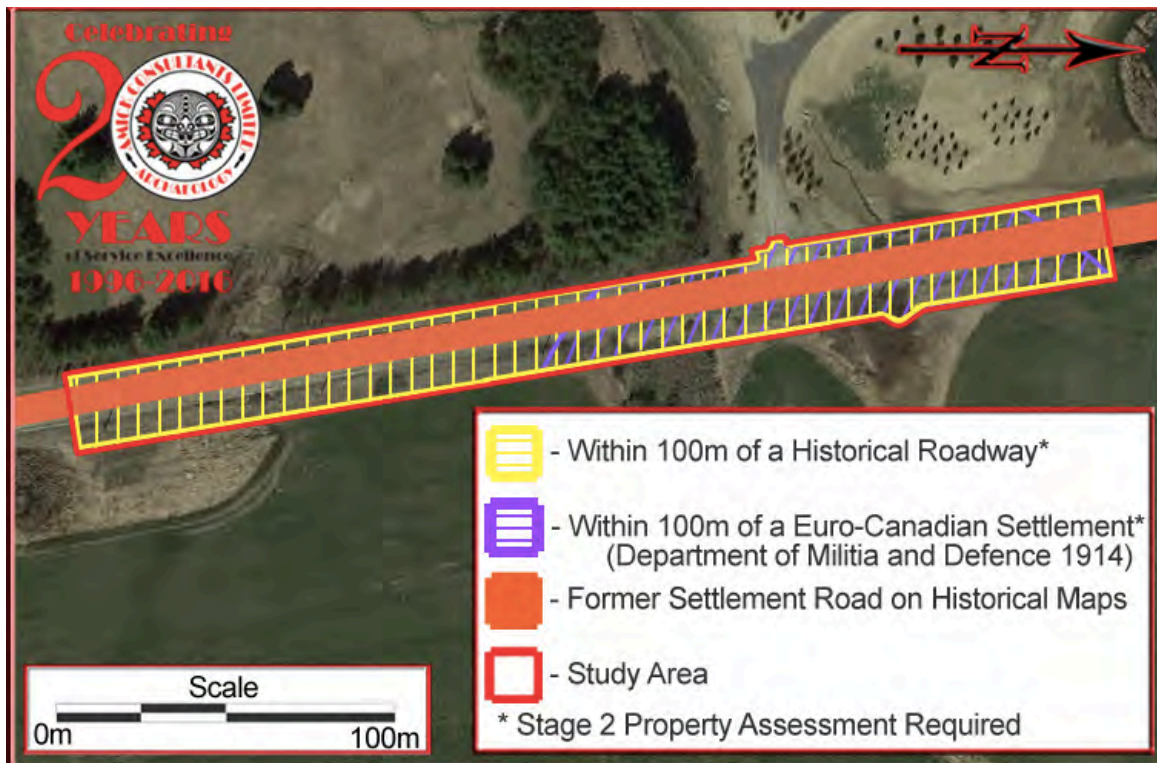 Celebrating
20
AMICK CONSULTANTS LIMITED
ARCHAEOLOGY
YEARS
of Service Excellence
1996-2016
N
- Within 100m of a Historical Roadway*
- Within 100m of a Euro-Canadian Settlement*
(Department of Militia and Defence 1914)
- Former Settlement Road on Historical Maps
- Study Area
* Stage 2 Property Assessment Required
Scale
0m 100m